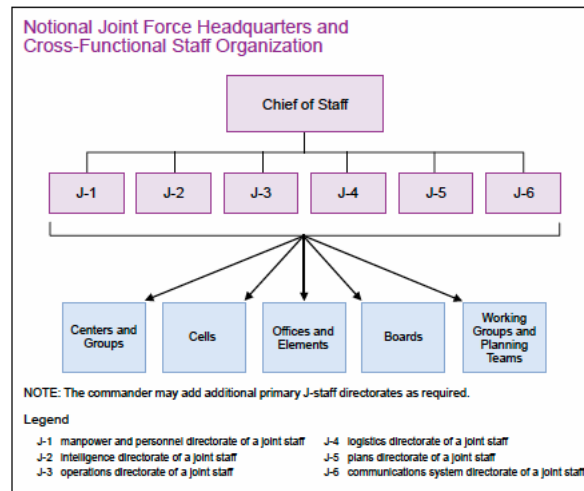 Notional Joint Force Headquarters and
Cross-Functional Staff Organization
Chief of Staff
J-1
J-2
J-3
J-4
J-5
J-6
Centers and
Groups
Cells
Offices and
Elements
Boards
Working
Groups and
Planning
Teams
NOTE: The commander may add additional primary J-staff directorates as required.
Legend
J-1 manpower and personnel directorate of a joint staff
J-2 intelligence directorate of a joint staff
J-3 operations directorate of a joint staff
J-4 logistics directorate of a joint staff
J-5 plans directorate of a joint staff
J-6 communications system directorate of a joint staff